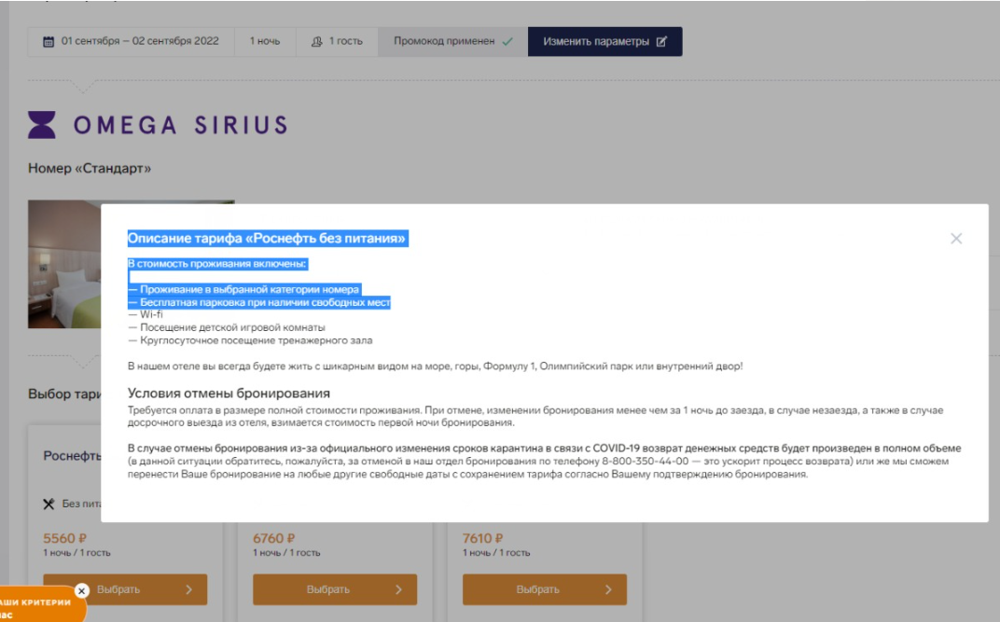 01 сентября – 02 сентября 2022
1 ночь
1 гость
Промокод применен
Изменить параметры
OMEGA SIRIUS
Номер «Стандарт»
Описание тарифа «Роснефть без питания»
В стоимость проживания включены:
— Проживание в выбранной категории номера
— Бесплатная парковка при наличии свободных мест
— Wi-fi
— Посещение детской игровой комнаты
— Круглосуточное посещение тренажерного зала
В нашем отеле вы всегда будете жить с шикарным видом на море, горы, Формулу 1, Олимпийский парк или внутренний двор!
Условия отмены бронирования
Требуется оплата в размере полной стоимости проживания. При отмене, изменении бронирования менее чем за 1 ночь до заезда, в случае незаезда, а также в случае
досрочного выезда из отеля, взимается стоимость первой ночи бронирования.
В случае отмены бронирования из-за официального изменения сроков карантина в связи с COVID-19 возврат денежных средств будет произведен в полном объеме
(в данной ситуации обратитесь, пожалуйста, за отменой в наш отдел бронирования по телефону 8-800-350-44-00 — это ускорит процесс возврата) или же мы сможем
перенести Ваше бронирование на любые другие свободные даты с сохранением тарифа согласно Вашему подтверждению бронирования.
Выбор тари
Роснефть
Без пита
5560 ₽
1 ночь / 1 гость
Выбрать
6760 ₽
1 ночь / 1 гость
Выбрать
7610 ₽
1 ночь / 1 гость
Выбрать
АШИ КРИТЕРИИ
нас